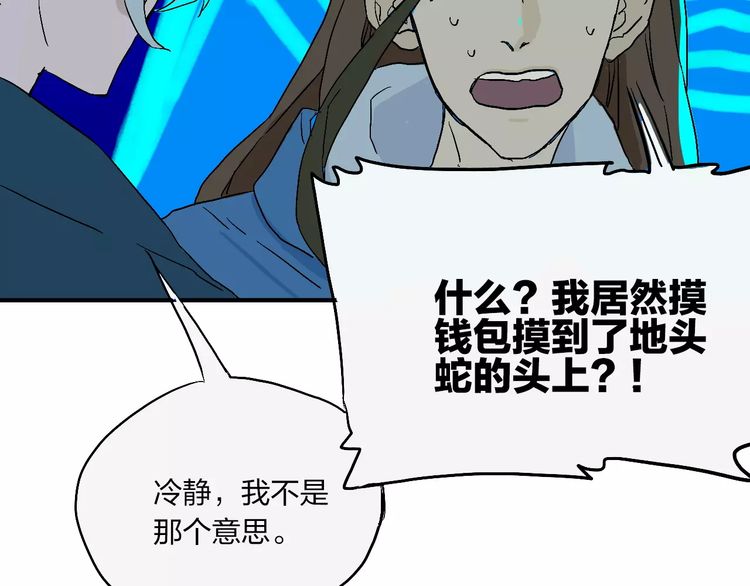 什么？我居然摸
钱包摸到了地头
蛇的头上？！
冷静，我不是
那个意思。